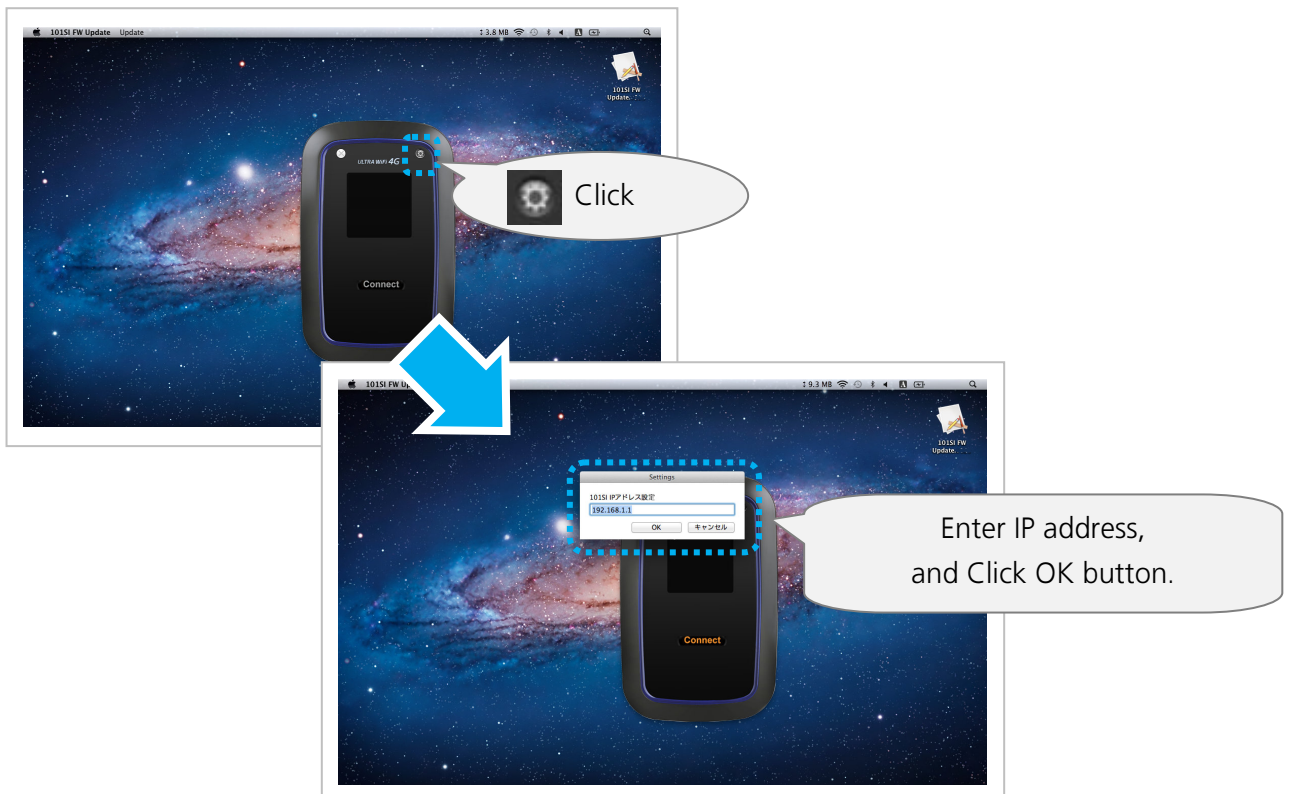 101SI FW Update Update
3.8 MB
101SI FW
Update.
ULTRA WiFi 4G
Click
Connect
101SI FW Up
9.3 MB
101SI FW
Update.
Settings
101SI IPアドレス設定
192.168.1.1
OK キャンセル
Enter IP address,
and Click OK button.
Connect